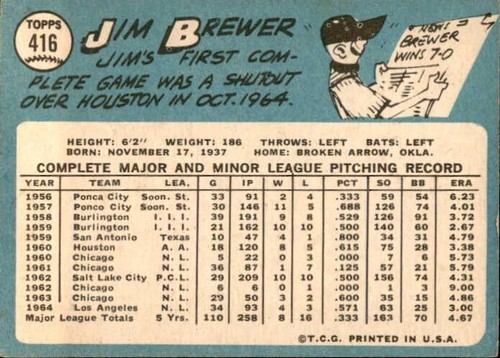 TOPPS
416
JIM BREWER
JIM'S FIRST COM-
PLETE GAME WAS A SHUTOUT
OVER HOUSTON IN OCT. 1964.
NEWS
BREWER
WINS 7-0
HEIGHT: 6'2" WEIGHT: 186 THROWS: LEFT BATS: LEFT
BORN: NOVEMBER 17, 1937 HOME: BROKEN ARROW, OKLA.
COMPLETE MAJOR AND MINOR LEAGUE PITCHING RECORD
YEAR TEAM LEA. G IP W L PCT SO BB ERA
1956 Ponca City Soon. St. 33 91 2 4 .333 59 54 6.23
1957 Ponca City Soon. St. 30 146 11 5 .688 126 74 4.01
1958 Burlington I. I. I. 39 191 9 8 .529 126 91 3.72
1959 Burlington I. I. I. 21 162 10 10 .500 140 60 2.67
1959 San Antonio Texas 10 47 4 1 .800 34 31 4.79
1960 Houston A. A. 18 120 8 5 .615 75 28 3.38
1960 Chicago N. L. 5 22 0 3 .000 7 6 5.73
1961 Chicago N. L. 36 87 1 7 .125 57 21 5.79
1962 Salt Lake City P.C.L. 29 209 10 10 .500 156 74 4.31
1962 Chicago N. L. 6 6 0 1 .000 1 3 9.00
1963 Chicago N. L. 29 50 3 2 .600 35 15 4.86
1964 Los Angeles N. L. 34 93 4 3 .571 63 25 3.00
Major League Totals 5 Yrs. 110 258 8 16 .333 163 70 4.67
©T.C.G. PRINTED IN U.S.A.